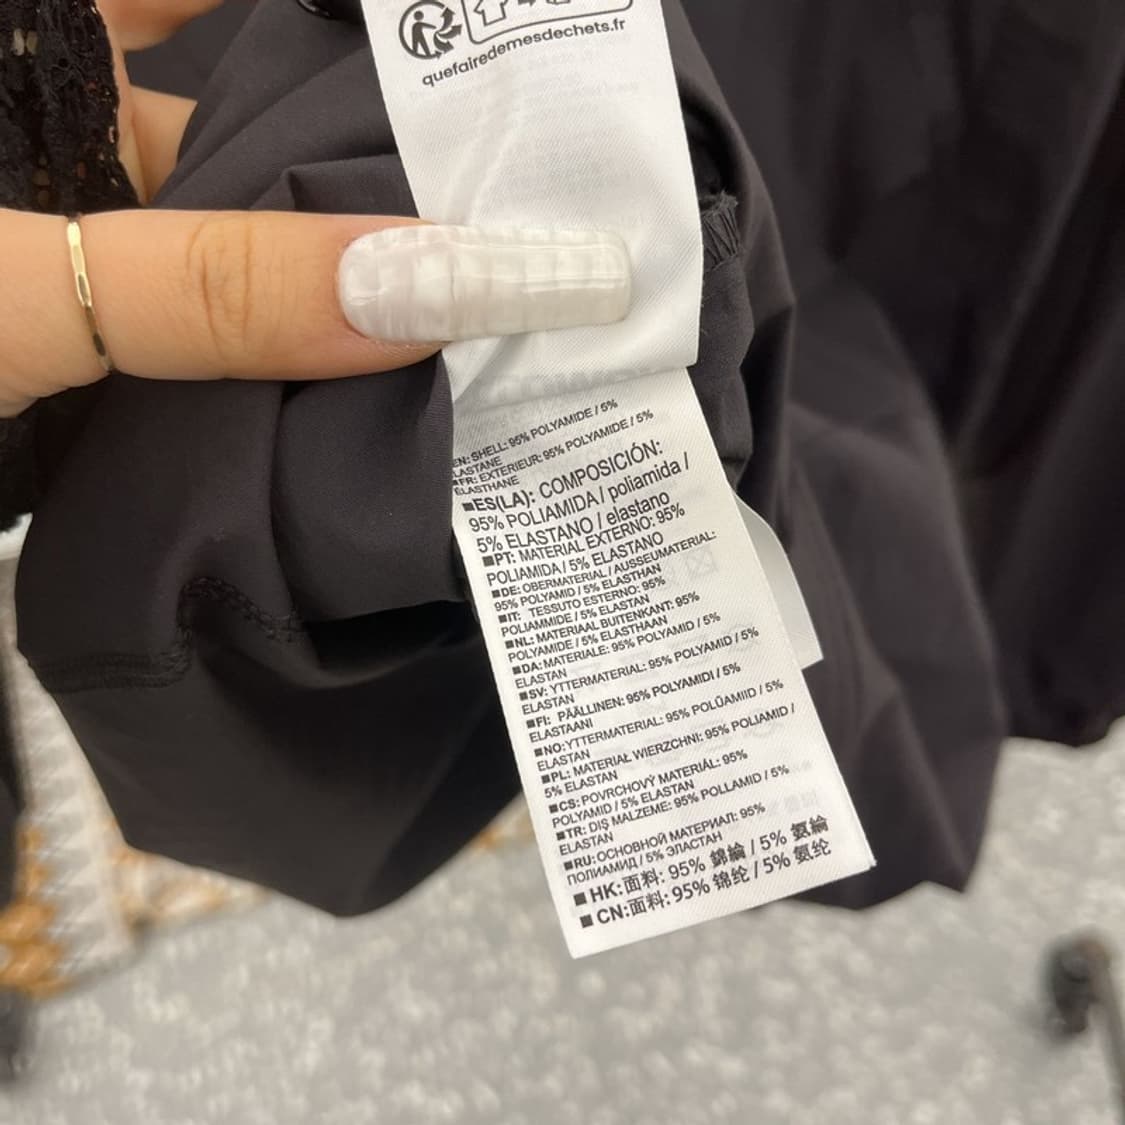 quefairedemesdechets.fr
EN: SHELL: 95% POLYAMIDE / 5%
LASTANE
■FR: EXTERIEUR: 95% POLYAMIDE / 5%
ÉLASTHANE
■ES(LA): COMPOSICIÓN:
95% POLIAMIDA / poliamida /
5% ELASTANO / elastano
■PT: MATERIAL EXTERNO: 95%
POLIAMIDA / 5% ELASTANO
■DE: OBERMATERIAL / AUSSEUMATERIAL:
95% POLYAMID / 5% ELASTHAN
■IT: TESSUTO ESTERNO: 95%
POLIAMMIDE / 5% ELASTAN
■NL: MATERIAAL BUITENKANT: 95%
POLYAMIDE / 5% ELASTHAAN
■DA: MATERIALE: 95% POLYAMID / 5%
ELASTAN
■SV: YTTERMATERIAL: 95% POLYAMID / 5%
ELASTAN
■FI: PÄÄLLINEN: 95% POLYAMIDI / 5%
ELASTAANI
■NO: YTTERMATERIAL: 95% POLÜAMIID / 5%
ELASTAN
■PL: MATERIAŁ WIERZCHNI: 95% POLIAMID /
5% ELASTAN
■CS: POVRCHOVÝ MATERIÁL: 95%
POLYAMID / 5% ELASTAN
■TR: DIŞ MALZEME: 95% POLLAMID / 5%
ELASTAN
■RU: ОСНОВНОЙ МАТЕРИАЛ: 95%
ПОЛИАМИД / 5% ЭЛАСТАН
■ HK: 面料: 95% 錦綸 / 5% 氨綸
■ CN: 面料: 95% 锦纶 / 5% 氨纶